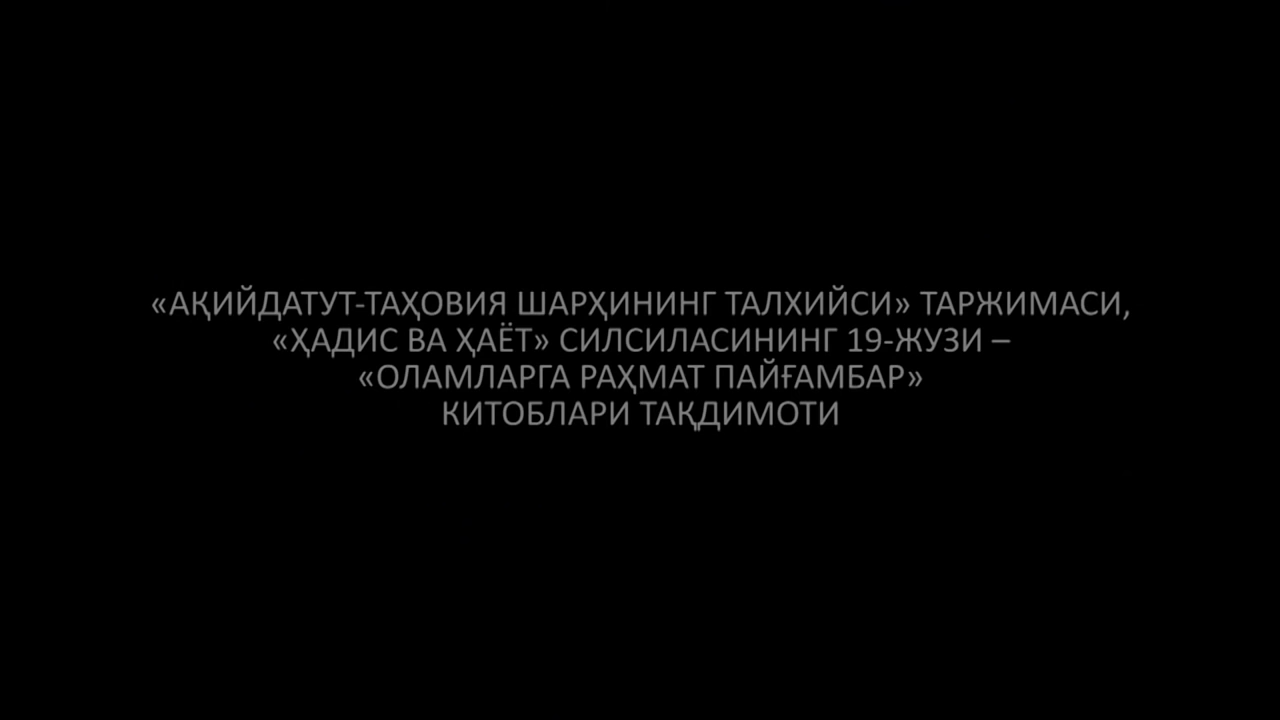 «АҚИЙДАТУТ-ТАҲОВИЯ ШАРҲИНИНГ ТАЛХИЙСИ» ТАРЖИМАСИ,
«ҲАДИС ВА ҲАЁТ» СИЛСИЛАСИНИНГ 19-ЖУЗИ –
«ОЛАМЛАРГА РАҲМАТ ПАЙҒАМБАР»
КИТОБЛАРИ ТАҚДИМОТИ